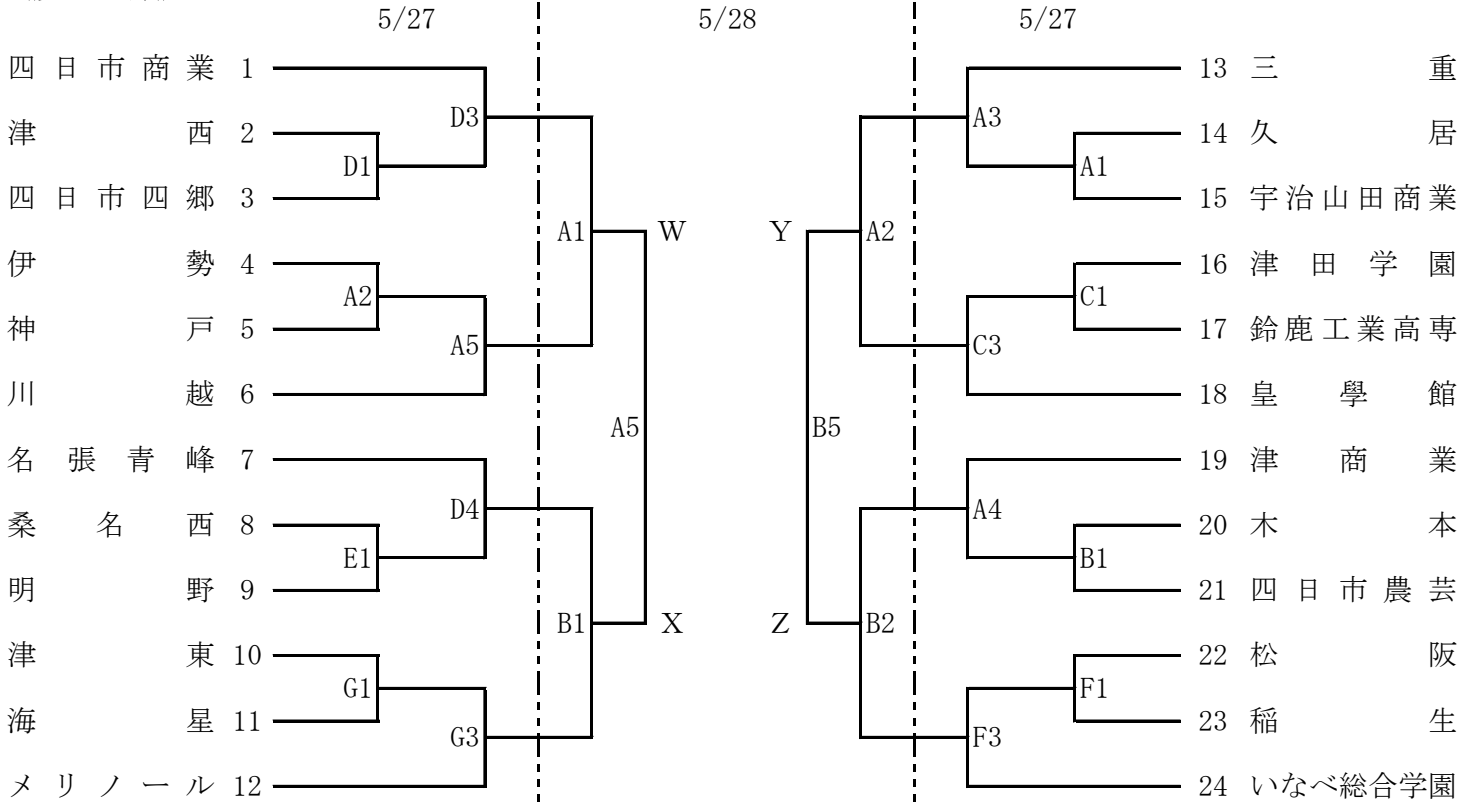 5/27 5/28 5/27
四日市商業 1 13 三重
D3 A3
津西 2 14 久居
D1 A1
四日市四郷 3 15 宇治山田商業
A1 W Y A2
伊勢 4 16 津田学園
A2 C1
神戸 5 17 鈴鹿工業高専
A5 C3
川越 6 18 皇學館
A5 B5
名張青峰 7 19 津商業
D4 A4
桑名西 8 20 木本
E1 B1
明野 9 21 四日市農芸
B1 X Z B2
津東 10 22 松阪
G1 F1
海星 11 23 稲生
G3 F3
メリノール 12 24 いなべ総合学園